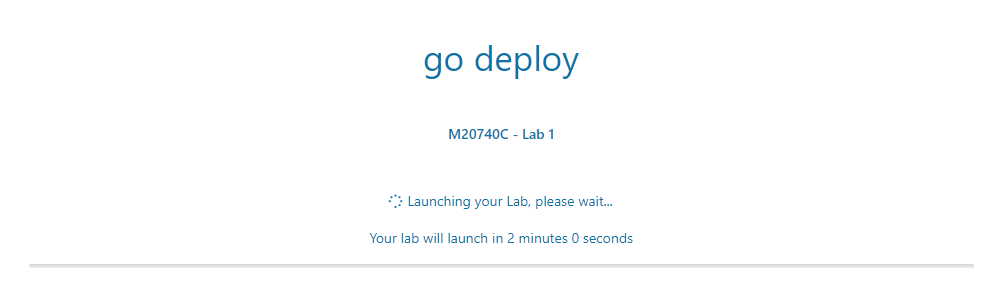 go deploy
M20740C - Lab 1
Launching your Lab, please wait...
Your lab will launch in 2 minutes 0 seconds